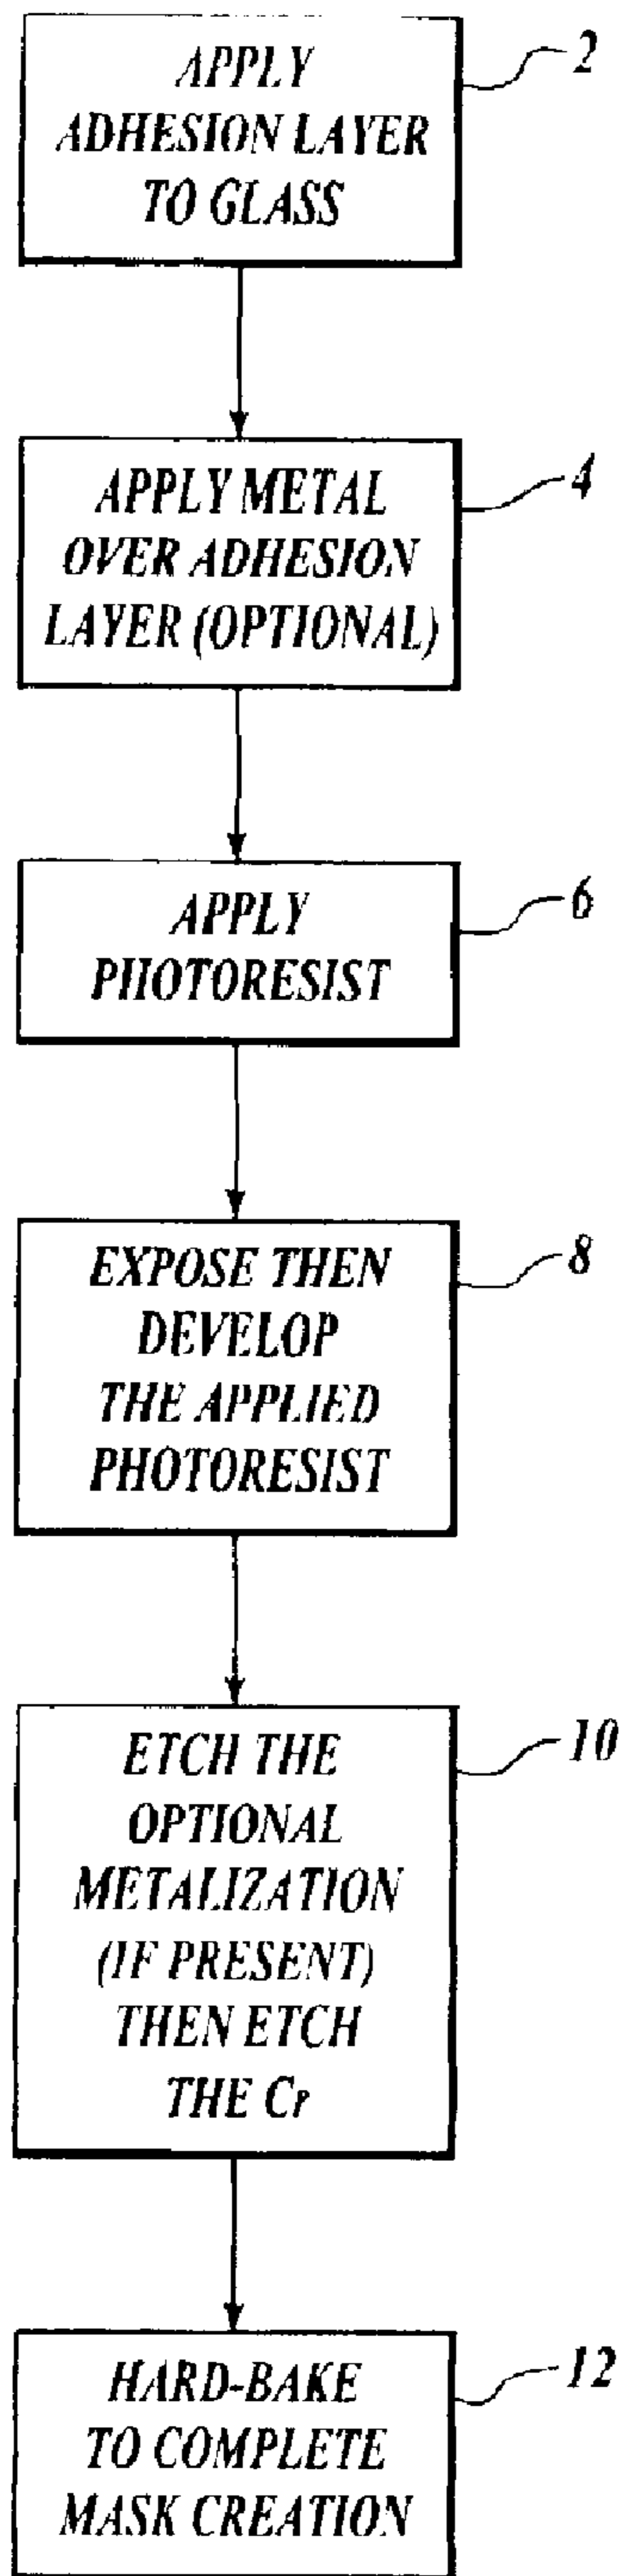 APPLY
ADHESION LAYER
TO GLASS
2
APPLY METAL
OVER ADHESION
LAYER (OPTIONAL)
4
APPLY
PHOTORESIST
6
EXPOSE THEN
DEVELOP
THE APPLIED
PHOTORESIST
8
ETCH THE
OPTIONAL
METALIZATION
(IF PRESENT)
THEN ETCH
THE Cr
10
HARD-BAKE
TO COMPLETE
MASK CREATION
12